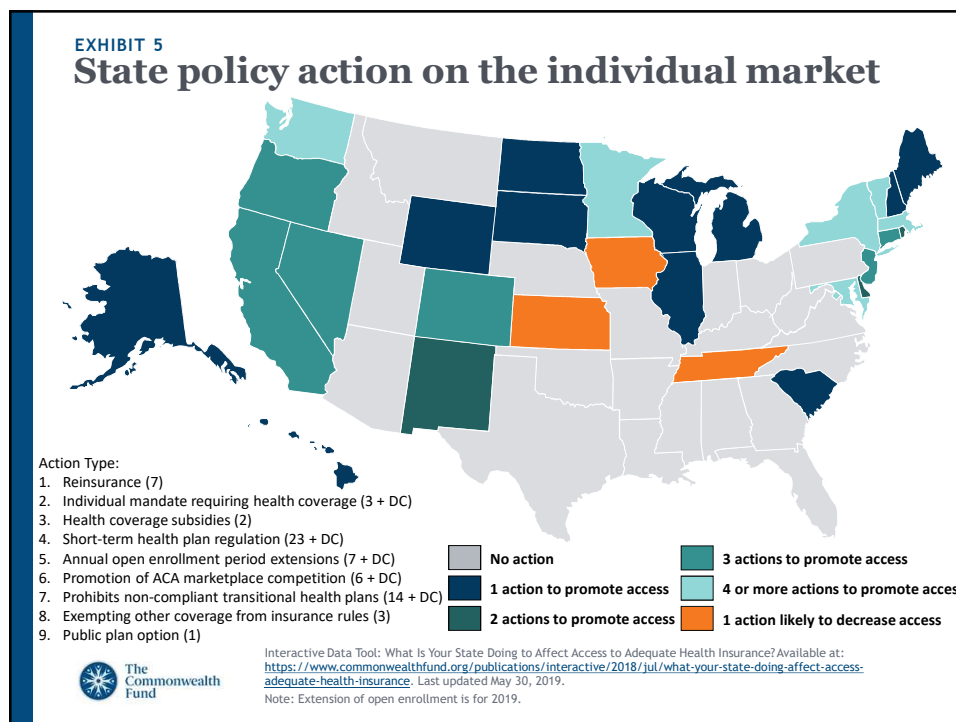 EXHIBIT 5
State policy action on the individual market
Action Type:
1. Reinsurance (7)
2. Individual mandate requiring health coverage (3 + DC)
3. Health coverage subsidies (2)
4. Short-term health plan regulation (23 + DC)
5. Annual open enrollment period extensions (7 + DC)
6. Promotion of ACA marketplace competition (6 + DC)
7. Prohibits non-compliant transitional health plans (14 + DC)
8. Exempting other coverage from insurance rules (3)
9. Public plan option (1)
No action
1 action to promote access
2 actions to promote access
3 actions to promote access
4 or more actions to promote access
1 action likely to decrease access
The
Commonwealth
Fund
Interactive Data Tool: What Is Your State Doing to Affect Access to Adequate Health Insurance? Available at:
https://www.commonwealthfund.org/publications/interactive/2018/jul/what-your-state-doing-affect-access-
adequate-health-insurance. Last updated May 30, 2019.
Note: Extension of open enrollment is for 2019.